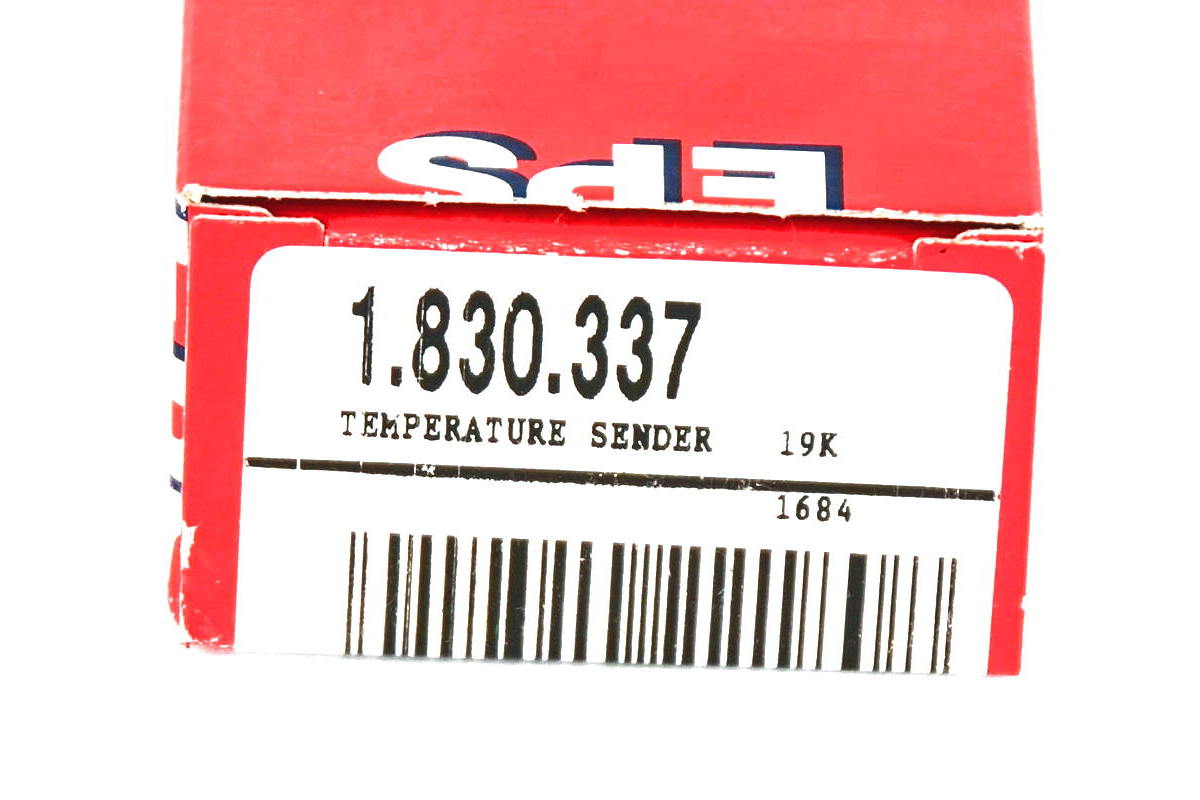 EPS
1.830.337
TEMPERATURE SENDER 19K
1684